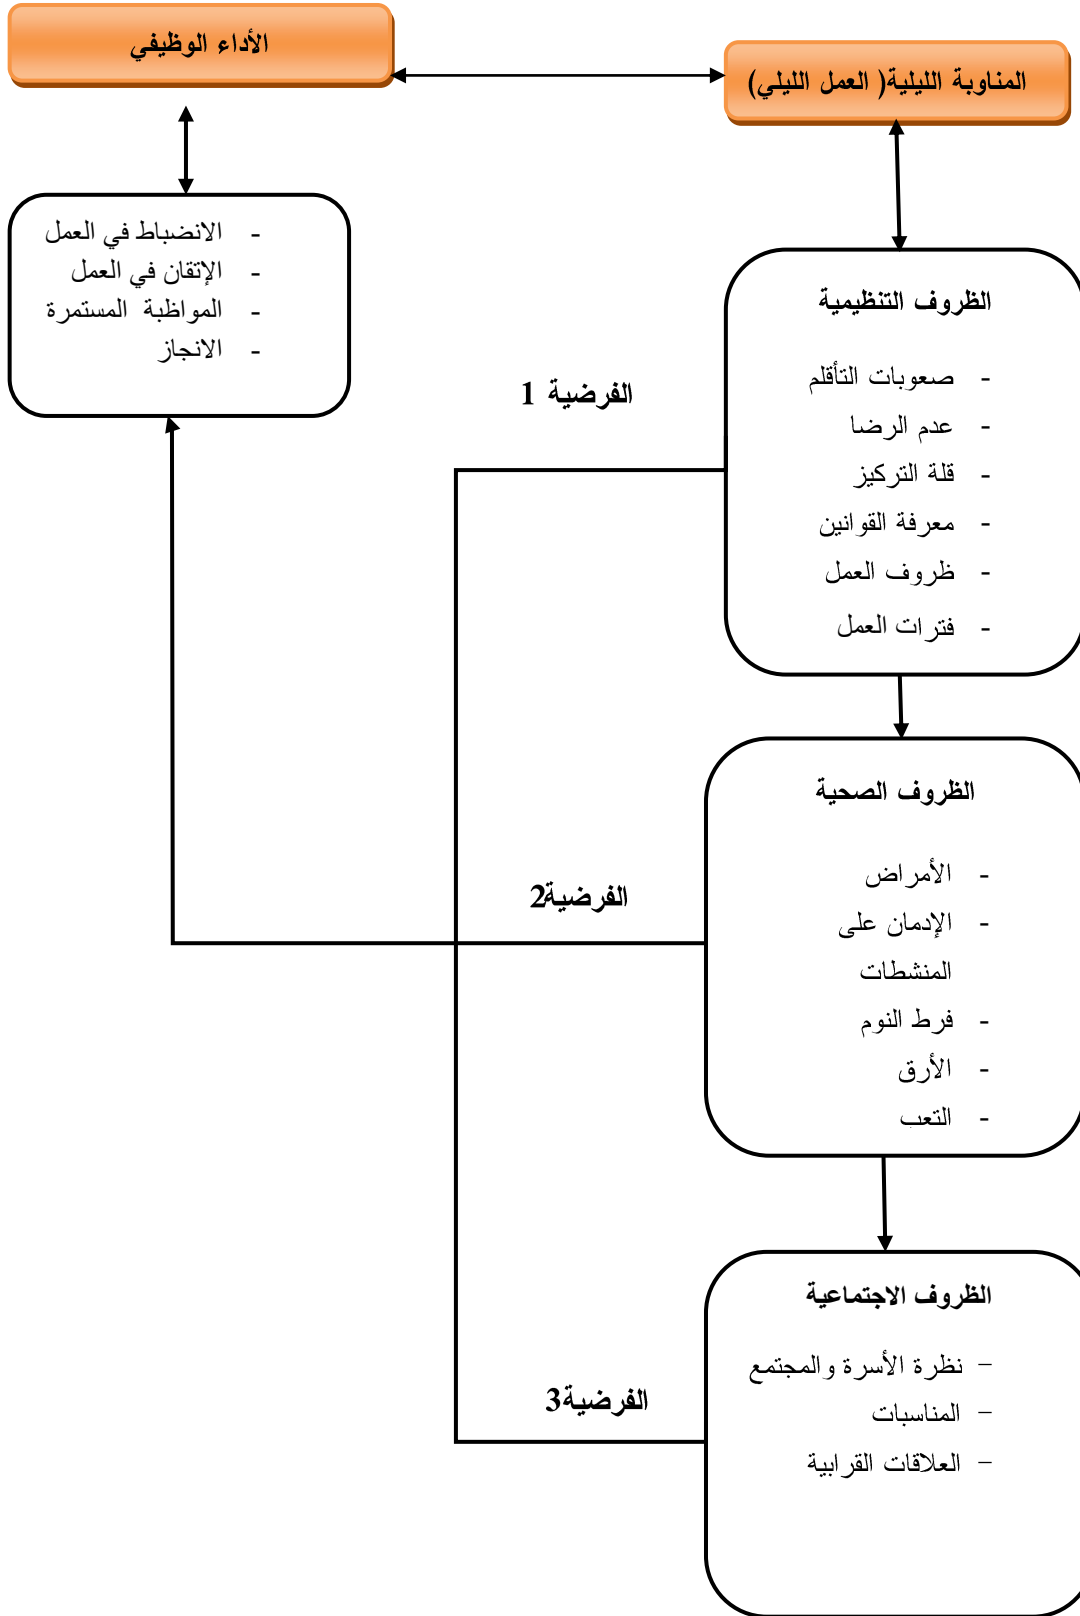 المناوبة الليلية( العمل الليلي)
الأداء الوظيفي
- الانضباط في العمل
- الإتقان في العمل
- المواظبة المستمرة
- الانجاز
الظروف التنظيمية
- صعوبات التأقلم
- عدم الرضا
- قلة التركيز
- معرفة القوانين
- ظروف العمل
- فترات العمل
الفرضية 1
الظروف الصحية
- الأمراض
- الإدمان على
المنشطات
- فرط النوم
- الأرق
- التعب
الفرضية2
الظروف الاجتماعية
– نظرة الأسرة والمجتمع
– المناسبات
– العلاقات القرابية
الفرضية3